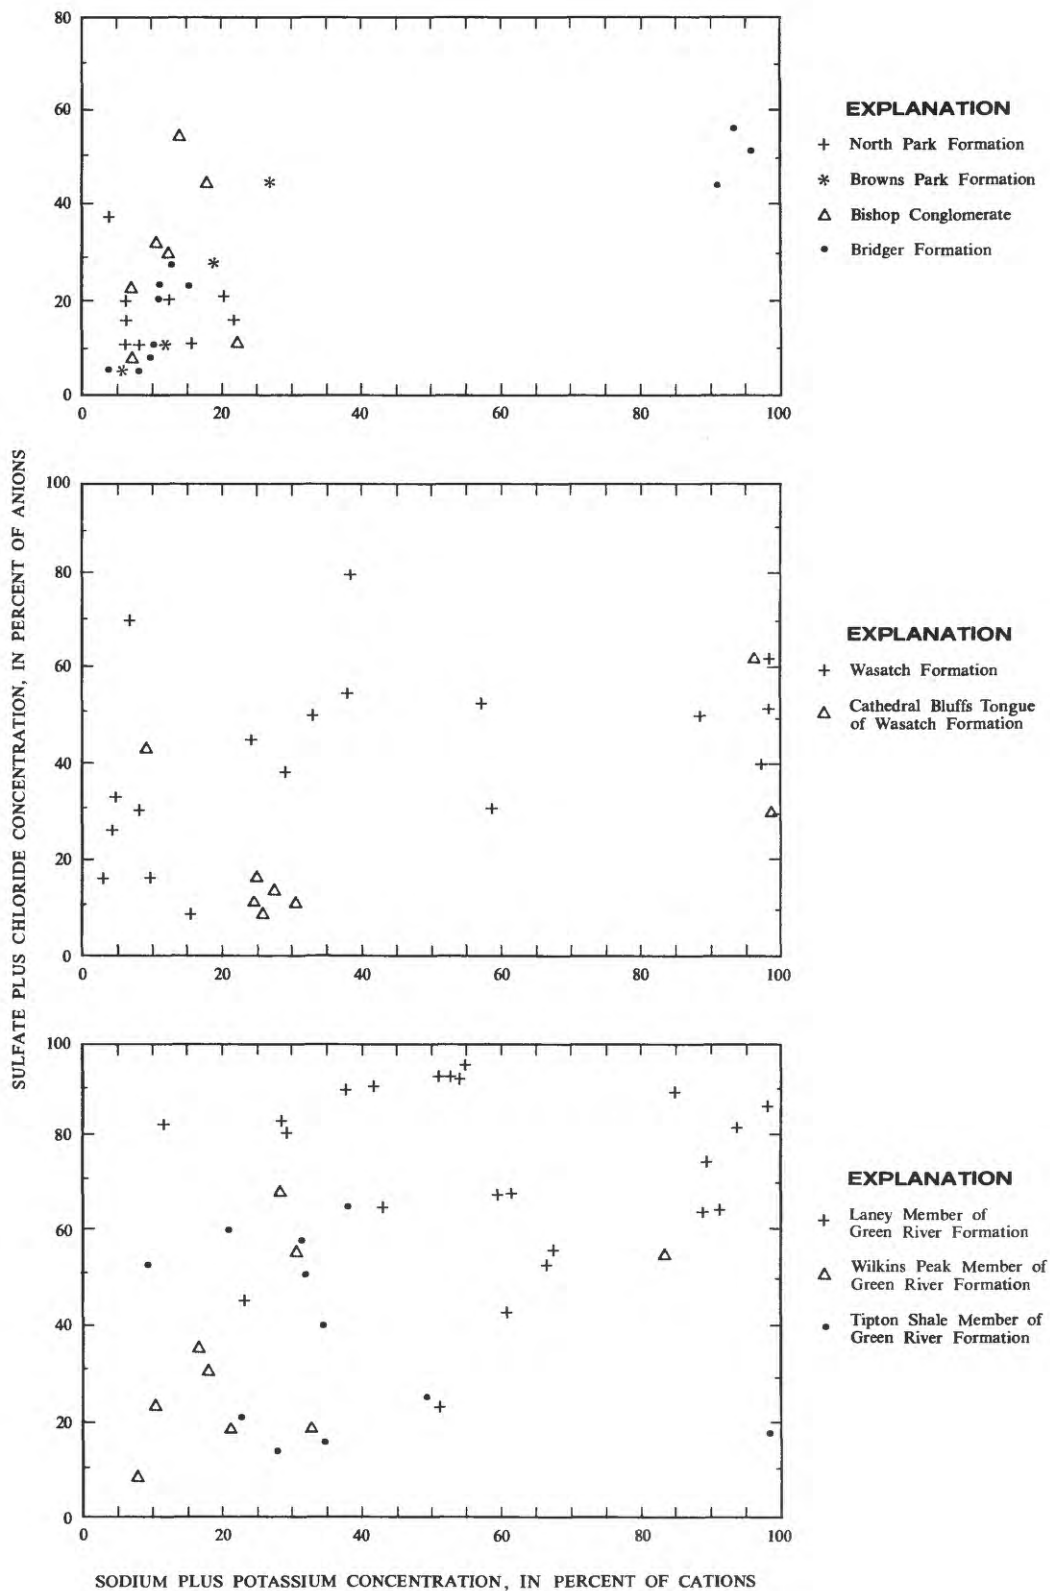 80
60
40
20
0
0 20 40 60 80 100
EXPLANATION
+ North Park Formation
* Browns Park Formation
△ Bishop Conglomerate
• Bridger Formation
SULFATE PLUS CHLORIDE CONCENTRATION, IN PERCENT OF ANIONS
100
80
60
40
20
0
0 20 40 60 80 100
EXPLANATION
+ Wasatch Formation
△ Cathedral Bluffs Tongue
of Wasatch Formation
100
80
60
40
20
0
0 20 40 60 80 100
EXPLANATION
+ Laney Member of
Green River Formation
△ Wilkins Peak Member of
Green River Formation
• Tipton Shale Member of
Green River Formation
SODIUM PLUS POTASSIUM CONCENTRATION, IN PERCENT OF CATIONS